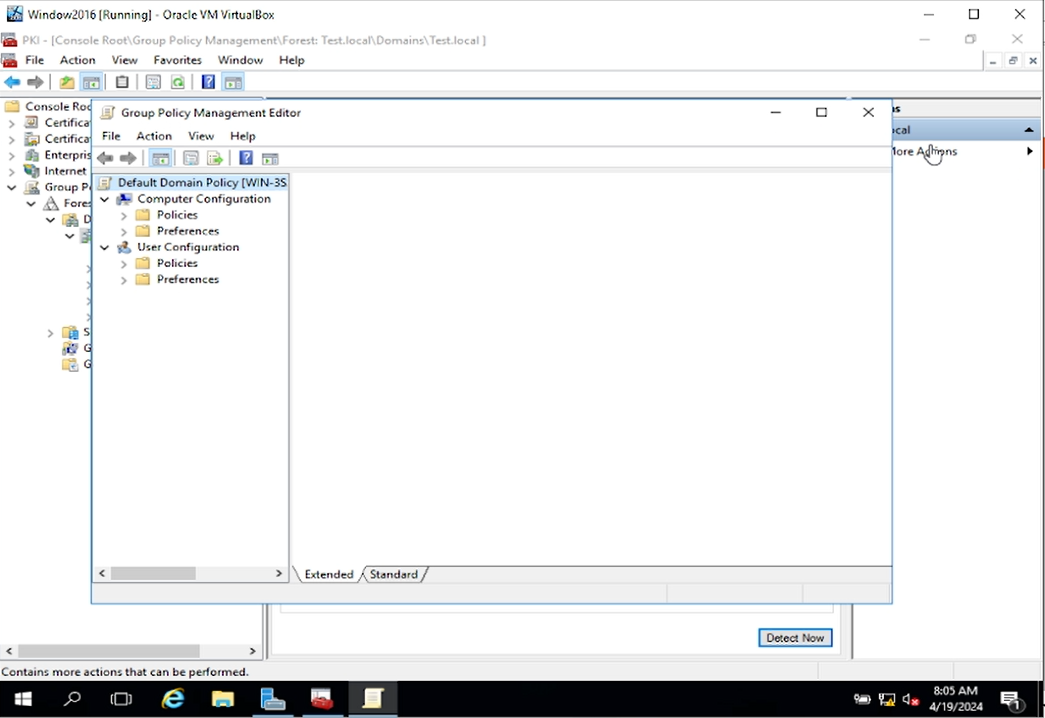 Window2016 [Running] - Oracle VM VirtualBox
PKI - [Console Root\Group Policy Management\Forest: Test.local\Domains\Test.local ]
File Action View Favorites Window Help
Console Roo
Certifica
Certifica
Enterpris
Internet
Group P
Fores
D
S
G
G
Group Policy Management Editor
File Action View Help
Default Domain Policy [WIN-3S
Computer Configuration
Policies
Preferences
User Configuration
Policies
Preferences
Extended Standard
ns
ocal
More Actions
Detect Now
Contains more actions that can be performed.
8:05 AM
4/19/2024
1